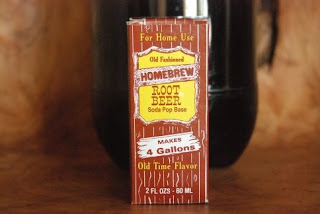 For Home Use
Old Fashioned
HOMEBREW
ROOT
BEER
Soda Pop Base
MAKES
4 Gallons
Old Time Flavor
2 FL OZS - 60 ML